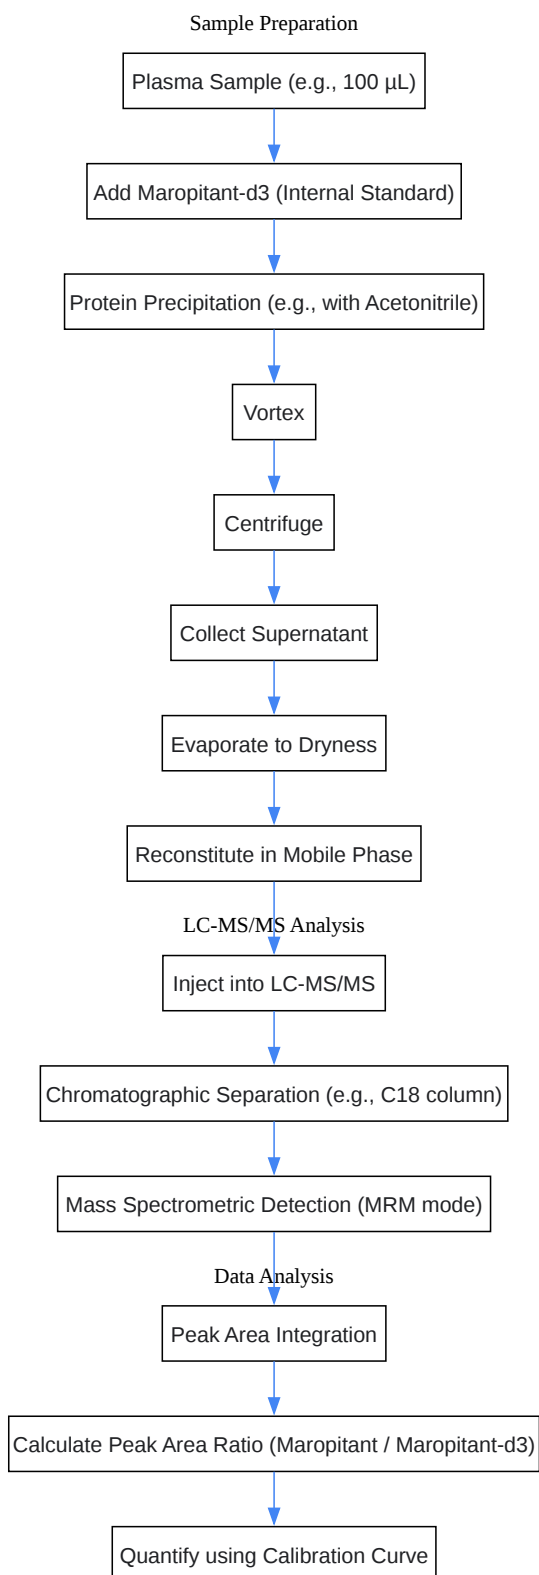 Sample Preparation
Plasma Sample (e.g., 100 µL)
Add Maropitant-d3 (Internal Standard)
Protein Precipitation (e.g., with Acetonitrile)
Vortex
Centrifuge
Collect Supernatant
Evaporate to Dryness
Reconstitute in Mobile Phase
LC-MS/MS Analysis
Inject into LC-MS/MS
Chromatographic Separation (e.g., C18 column)
Mass Spectrometric Detection (MRM mode)
Data Analysis
Peak Area Integration
Calculate Peak Area Ratio (Maropitant / Maropitant-d3)
Quantify using Calibration Curve